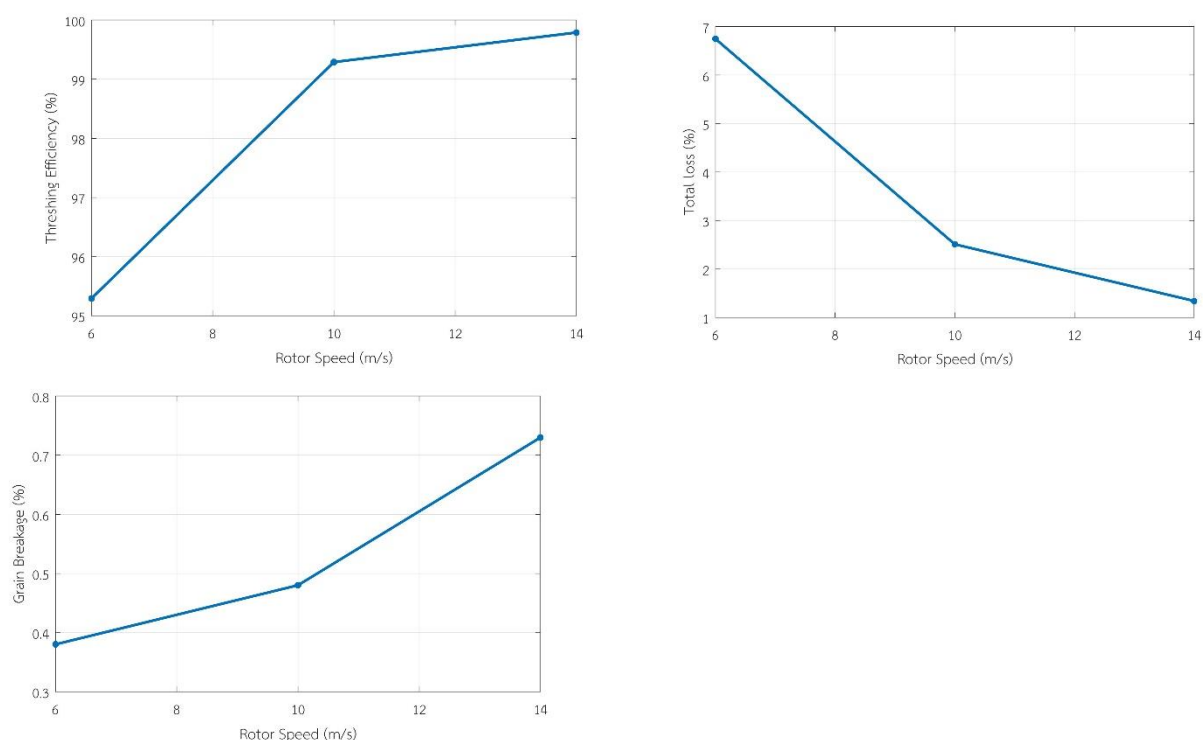 Threshing Efficiency (%)
100
99
98
97
96
95
6 8 10 12 14
Rotor Speed (m/s)
Total loss (%)
7
6
5
4
3
2
1
6 8 10 12 14
Rotor Speed (m/s)
Grain Breakage (%)
0.8
0.7
0.6
0.5
0.4
0.3
6 8 10 12 14
Rotor Speed (m/s)